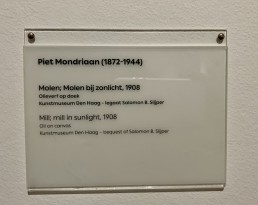 Piet Mondriaan (1872-1944)
Molen; Molen bij zonlicht, 1908
Olieverf op doek
Kunstmuseum Den Haag – legaat Salomon B. Slijper
Mill; mill in sunlight, 1908
Oil on canvas
Kunstmuseum Den Haag – bequest of Salomon B. Slijper